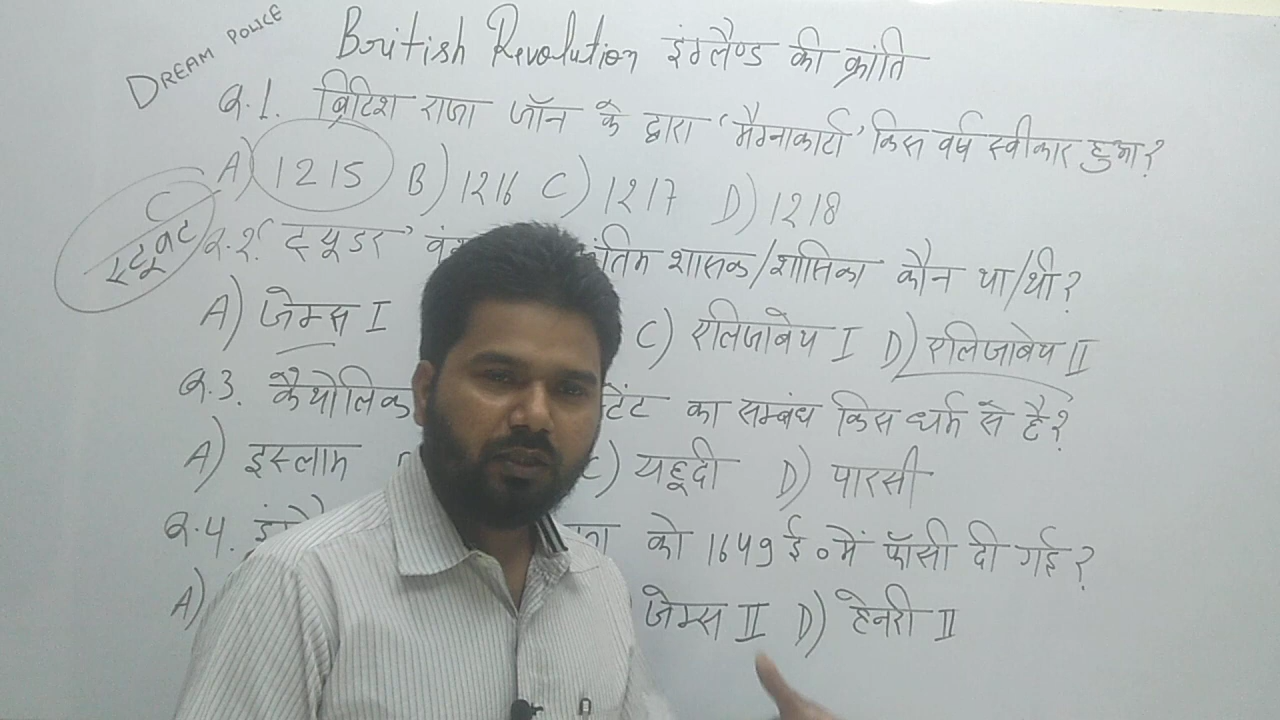 DREAM POLICE
British Revolution इंग्लैण्ड की क्रांति
Q.1. ब्रिटिश राजा जॉन के द्वारा 'मैग्नाकार्टा' किस वर्ष स्वीकार हुआ?
A) 1215 B) 1216 C) 1217 D) 1218
C
स्टूवर्ट
Q.2. 'ट्यूडर' शासक/शासिका कौन था/थी?
A) जेम्स I C) एलिजाबेथ I D) एलिजाबेथ II
Q.3. कैथोलिक का सम्बंध किस धर्म से है?
A) इस्लाम C) यहूदी D) पारसी
Q.4. को 1649 ई० में फॉसी दी गई?
A) जेम्स II D) हेनरी II